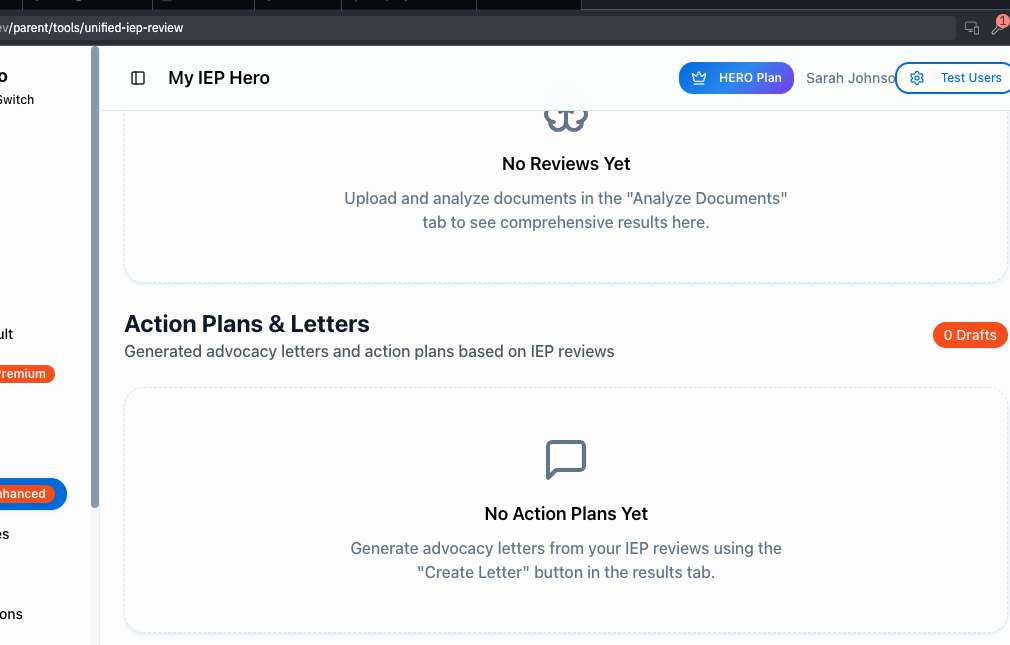 /parent/tools/unified-iep-review
1
My IEP Hero
HERO Plan
Sarah Johnso
Test Users
o
Switch
No Reviews Yet
Upload and analyze documents in the "Analyze Documents"
tab to see comprehensive results here.
Action Plans & Letters
Generated advocacy letters and action plans based on IEP reviews
0 Drafts
ult
Premium
nhanced
es
ons
No Action Plans Yet
Generate advocacy letters from your IEP reviews using the
"Create Letter" button in the results tab.